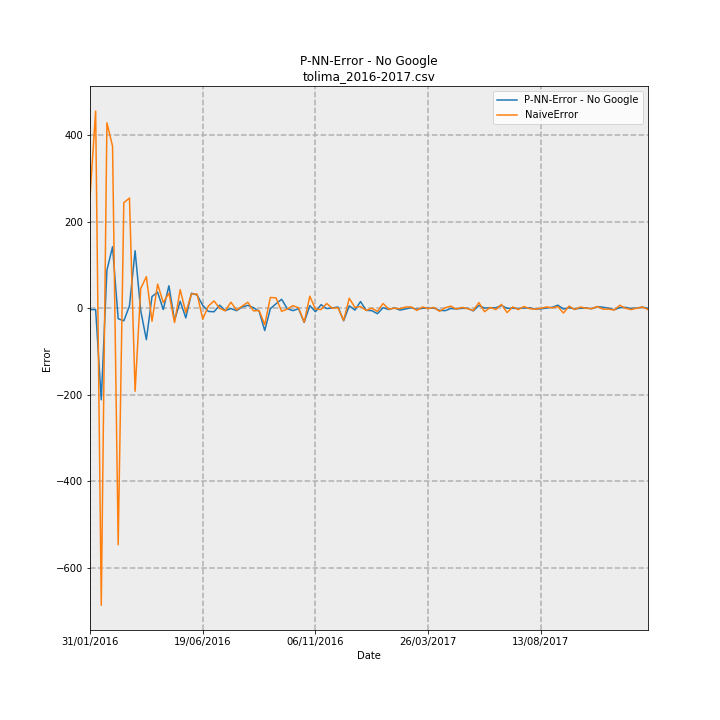 P-NN-Error - No Google
tolima_2016-2017.csv
P-NN-Error - No Google
NaiveError
400
200
0
−200
−400
−600
Error
31/01/2016 19/06/2016 06/11/2016 26/03/2017 13/08/2017
Date